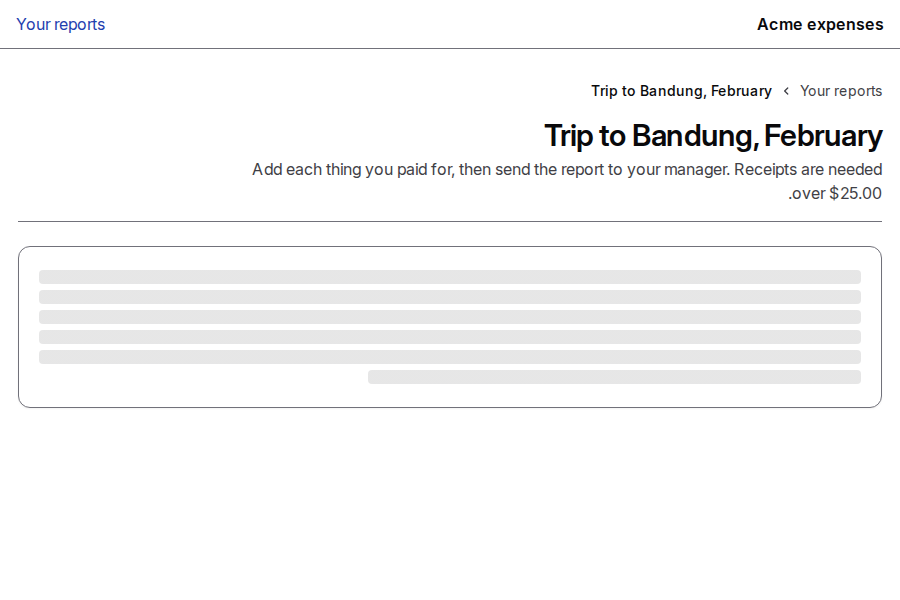 Acme expenses
Your reports
Your reports › Trip to Bandung, February
Trip to Bandung, February
Add each thing you paid for, then send the report to your manager. Receipts are needed
over $25.00.